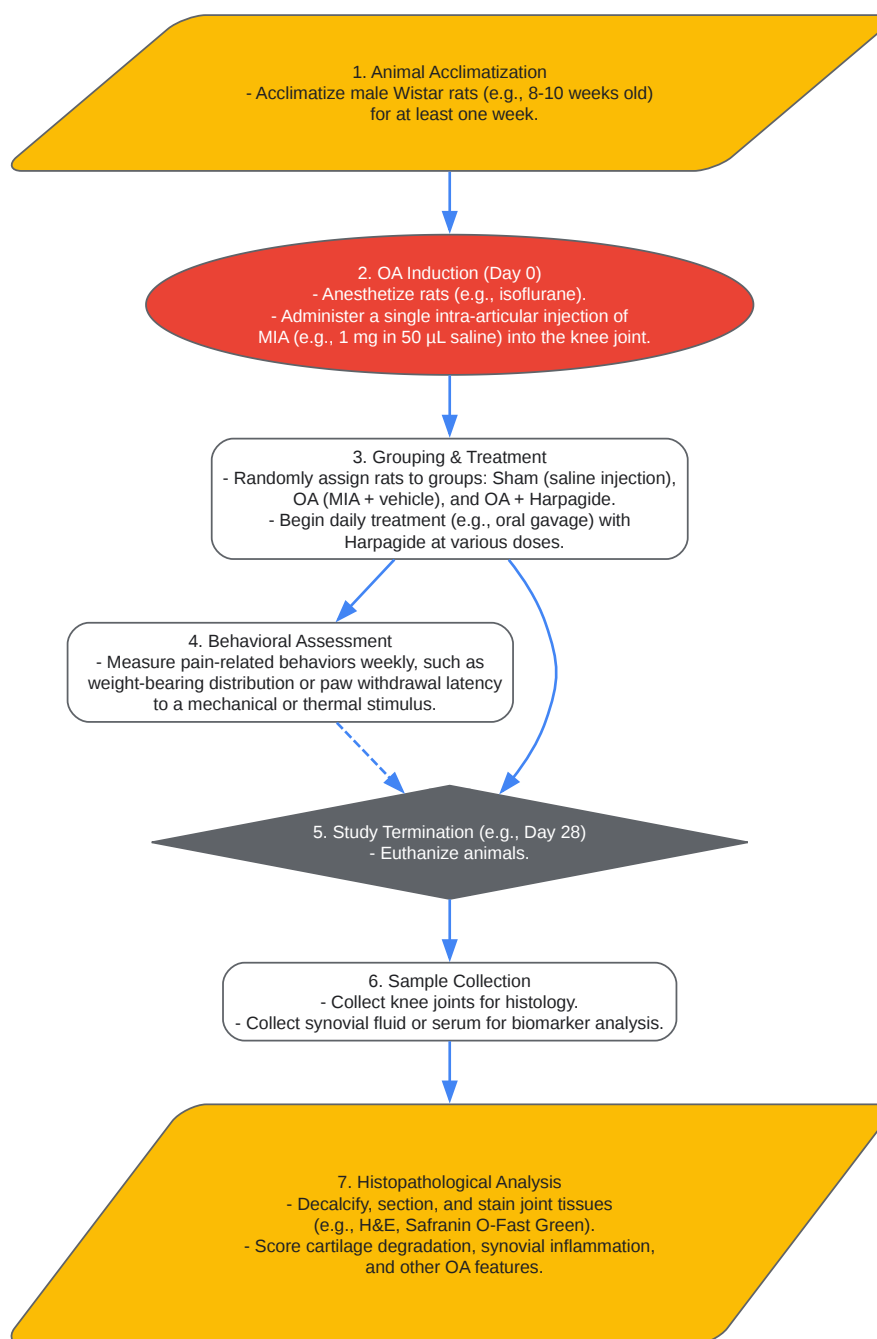 1. Animal Acclimatization
- Acclimatize male Wistar rats (e.g., 8-10 weeks old)
for at least one week.
2. OA Induction (Day 0)
- Anesthetize rats (e.g., isoflurane).
- Administer a single intra-articular injection of
MIA (e.g., 1 mg in 50 µL saline) into the knee joint.
3. Grouping & Treatment
- Randomly assign rats to groups: Sham (saline injection),
OA (MIA + vehicle), and OA + Harpagide.
- Begin daily treatment (e.g., oral gavage) with
Harpagide at various doses.
4. Behavioral Assessment
- Measure pain-related behaviors weekly, such as
weight-bearing distribution or paw withdrawal latency
to a mechanical or thermal stimulus.
5. Study Termination (e.g., Day 28)
- Euthanize animals.
6. Sample Collection
- Collect knee joints for histology.
- Collect synovial fluid or serum for biomarker analysis.
7. Histopathological Analysis
- Decalcify, section, and stain joint tissues
(e.g., H&E, Safranin O-Fast Green).
- Score cartilage degradation, synovial inflammation,
and other OA features.